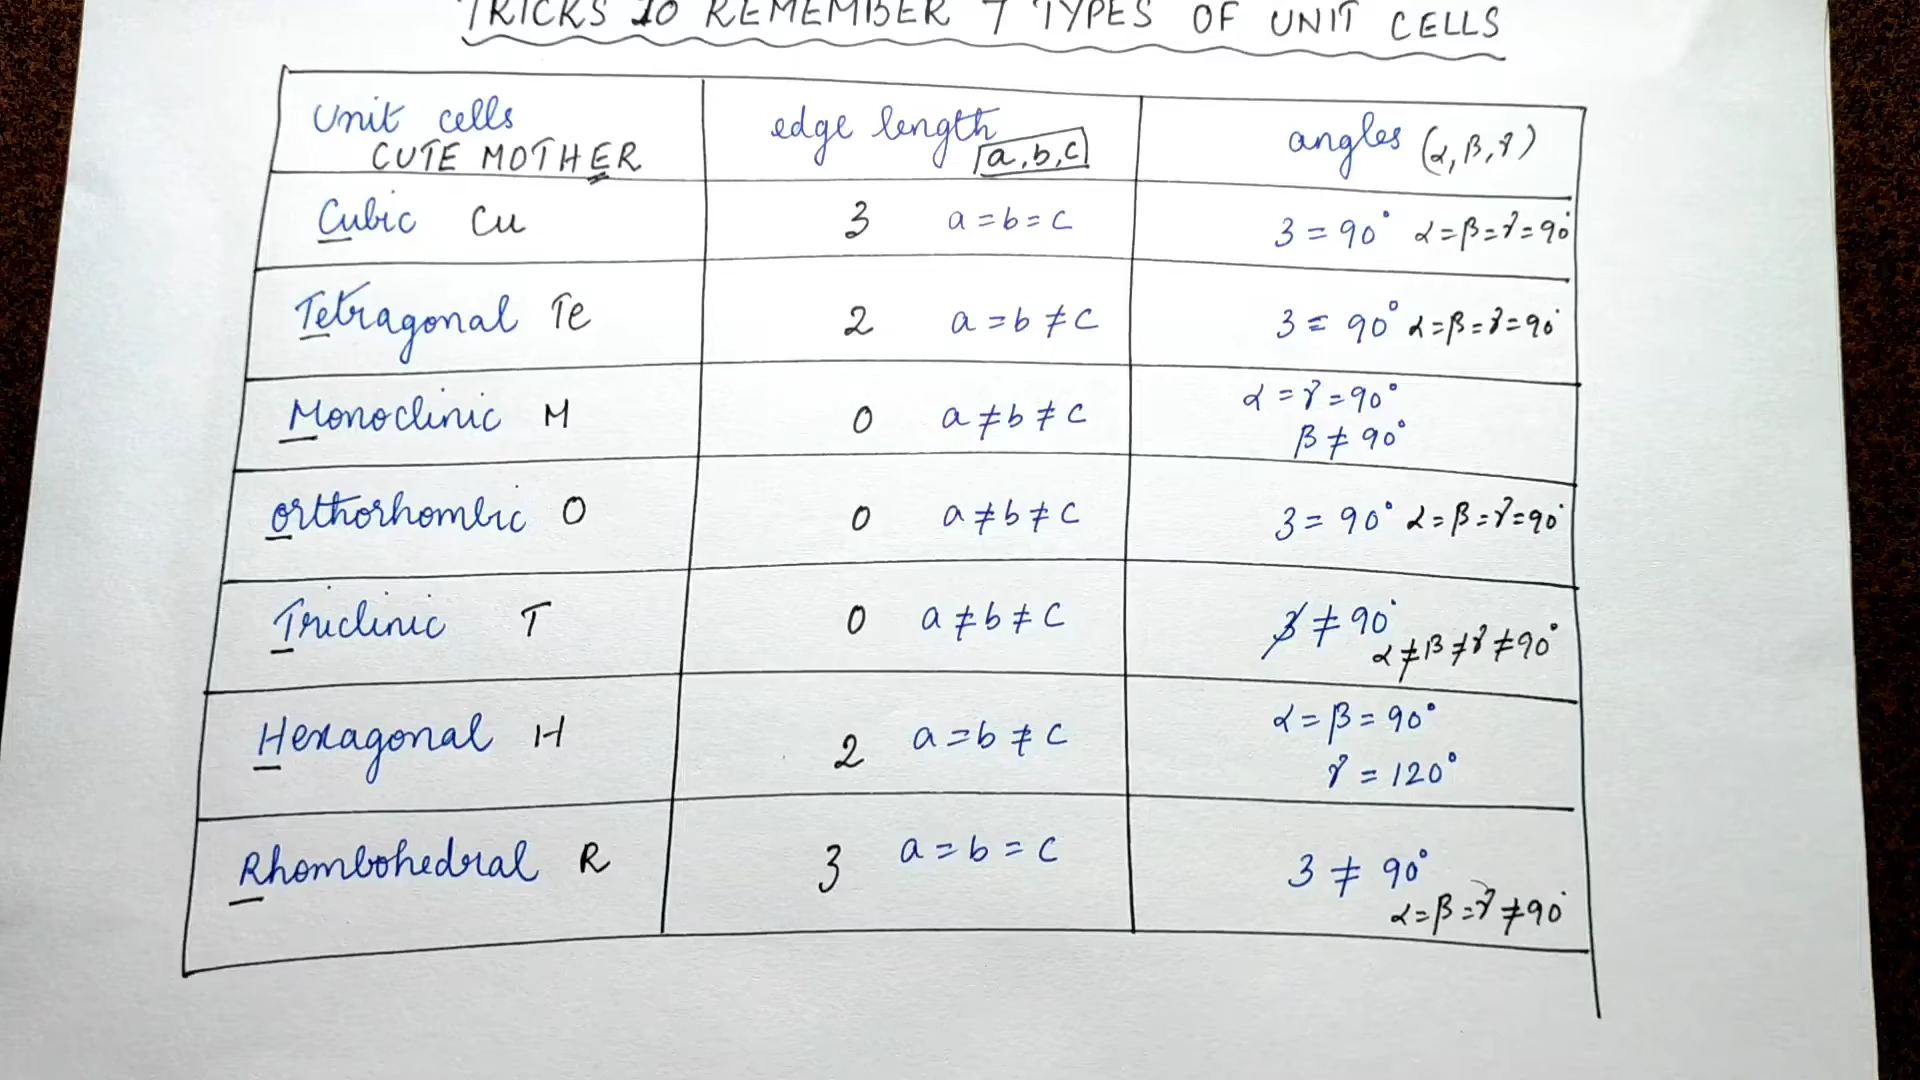 TRICKS TO REMEMBER 7 TYPES OF UNIT CELLS
Unit cells edge length angles (α, β, γ)
CUTE MOTHER a, b, c
Cubic Cu 3 a = b = c 3 = 90° α = β = γ = 90°
Tetragonal Te 2 a = b ≠ c 3 = 90° α = β = γ = 90°
Monoclinic M 0 a ≠ b ≠ c α = γ = 90°
β ≠ 90°
Orthorhombic O 0 a ≠ b ≠ c 3 = 90° α = β = γ = 90°
Triclinic T 0 a ≠ b ≠ c 3 ≠ 90°
α ≠ β ≠ γ ≠ 90°
Hexagonal H 2 a = b ≠ c α = β = 90°
γ = 120°
Rhombohedral R 3 a = b = c 3 ≠ 90°
α = β = γ ≠ 90°